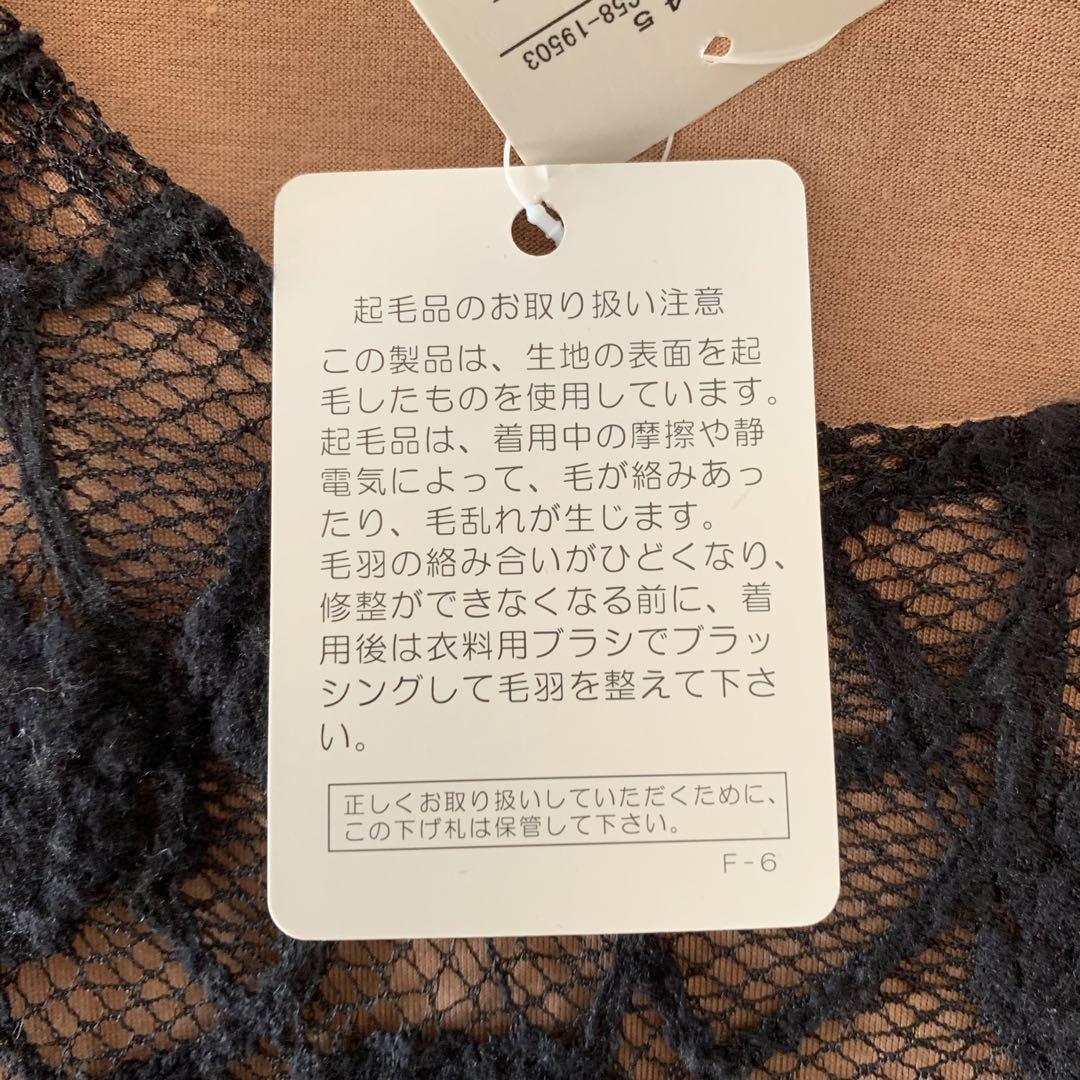 4 5
C58-19503
起毛品のお取り扱い注意
この製品は、生地の表面を起
毛したものを使用しています。
起毛品は、着用中の摩擦や静
電気によって、毛が絡みあっ
たり、毛乱れが生じます。
毛羽の絡み合いがひどくなり、
修整ができなくなる前に、着
用後は衣料用ブラシでブラッ
シングして毛羽を整えて下さ
い。
正しくお取り扱いしていただくために、
この下げ札は保管して下さい。
F-6